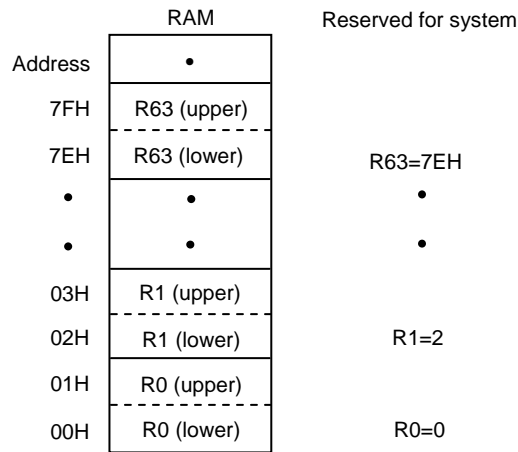 RAM Reserved for system
Address •
7FH R63 (upper)
7EH R63 (lower) R63=7EH
• • •
• • •
03H R1 (upper)
02H R1 (lower) R1=2
01H R0 (upper)
00H R0 (lower) R0=0